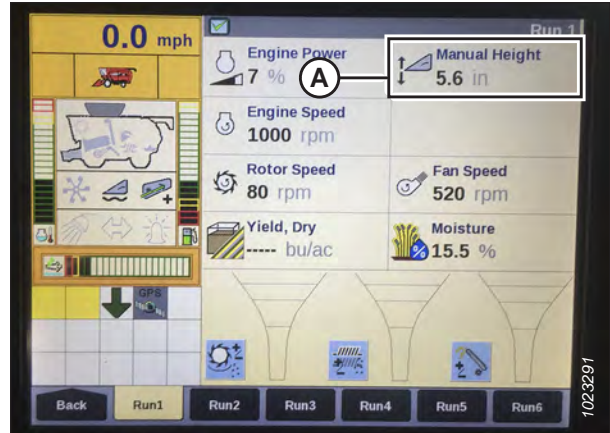 0.0 mph
Run 1
Engine Power
7 %
A
Manual Height
5.6 in
Engine Speed
1000 rpm
Rotor Speed
80 rpm
Fan Speed
520 rpm
Yield, Dry
----- bu/ac
Moisture
% 15.5 %
GPS
Back
Run1
Run2
Run3
Run4
Run5
Run6
1023291